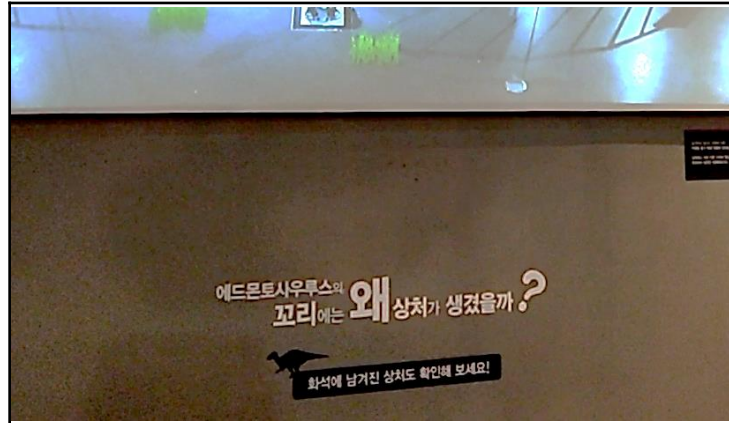 에드몬토사우루스의
꼬리에는 왜 상처가 생겼을까?
화석에 남겨진 상처도 확인해 보세요!